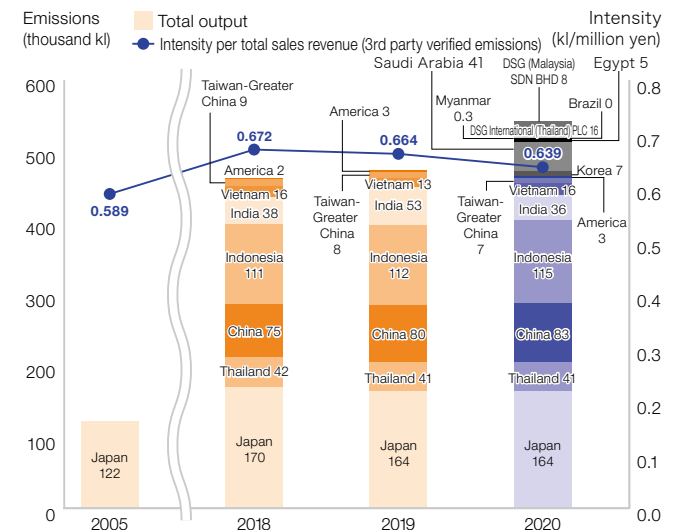 Emissions
(thousand kl)
Total output
Intensity per total sales revenue (3rd party verified emissions)
Intensity
(kl/million yen)
600
500
400
300
200
100
0
0.8
0.7
0.6
0.5
0.4
0.3
0.2
0.1
0.0
0.589
Japan
122
2005
Taiwan-Greater
China 9
0.672
America 2
Vietnam 16
India 38
Indonesia
111
China 75
Thailand 42
Japan
170
2018
America 3
0.664
Vietnam 13
Taiwan-
Greater
China
8
India 53
Indonesia
112
China 80
Thailand 41
Japan
164
2019
Saudi Arabia 41
DSG (Malaysia)
SDN BHD 8
Egypt 5
Myanmar
0.3
Brazil 0
DSG International (Thailand) PLC 16
0.639
Korea 7
Vietnam 16
Taiwan-
Greater
China
7
America
3
India 36
Indonesia
115
China 83
Thailand 41
Japan
164
2020